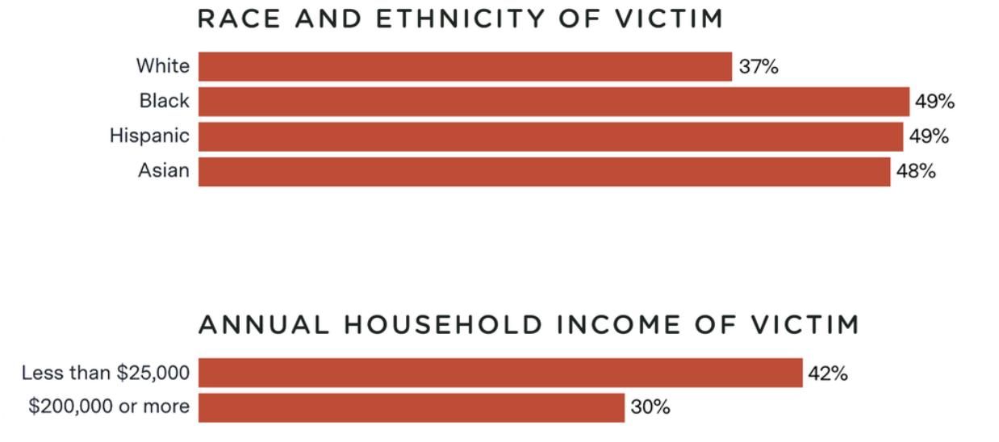 RACE AND ETHNICITY OF VICTIM
White 37%
Black 49%
Hispanic 49%
Asian 48%
ANNUAL HOUSEHOLD INCOME OF VICTIM
Less than $25,000 42%
$200,000 or more 30%